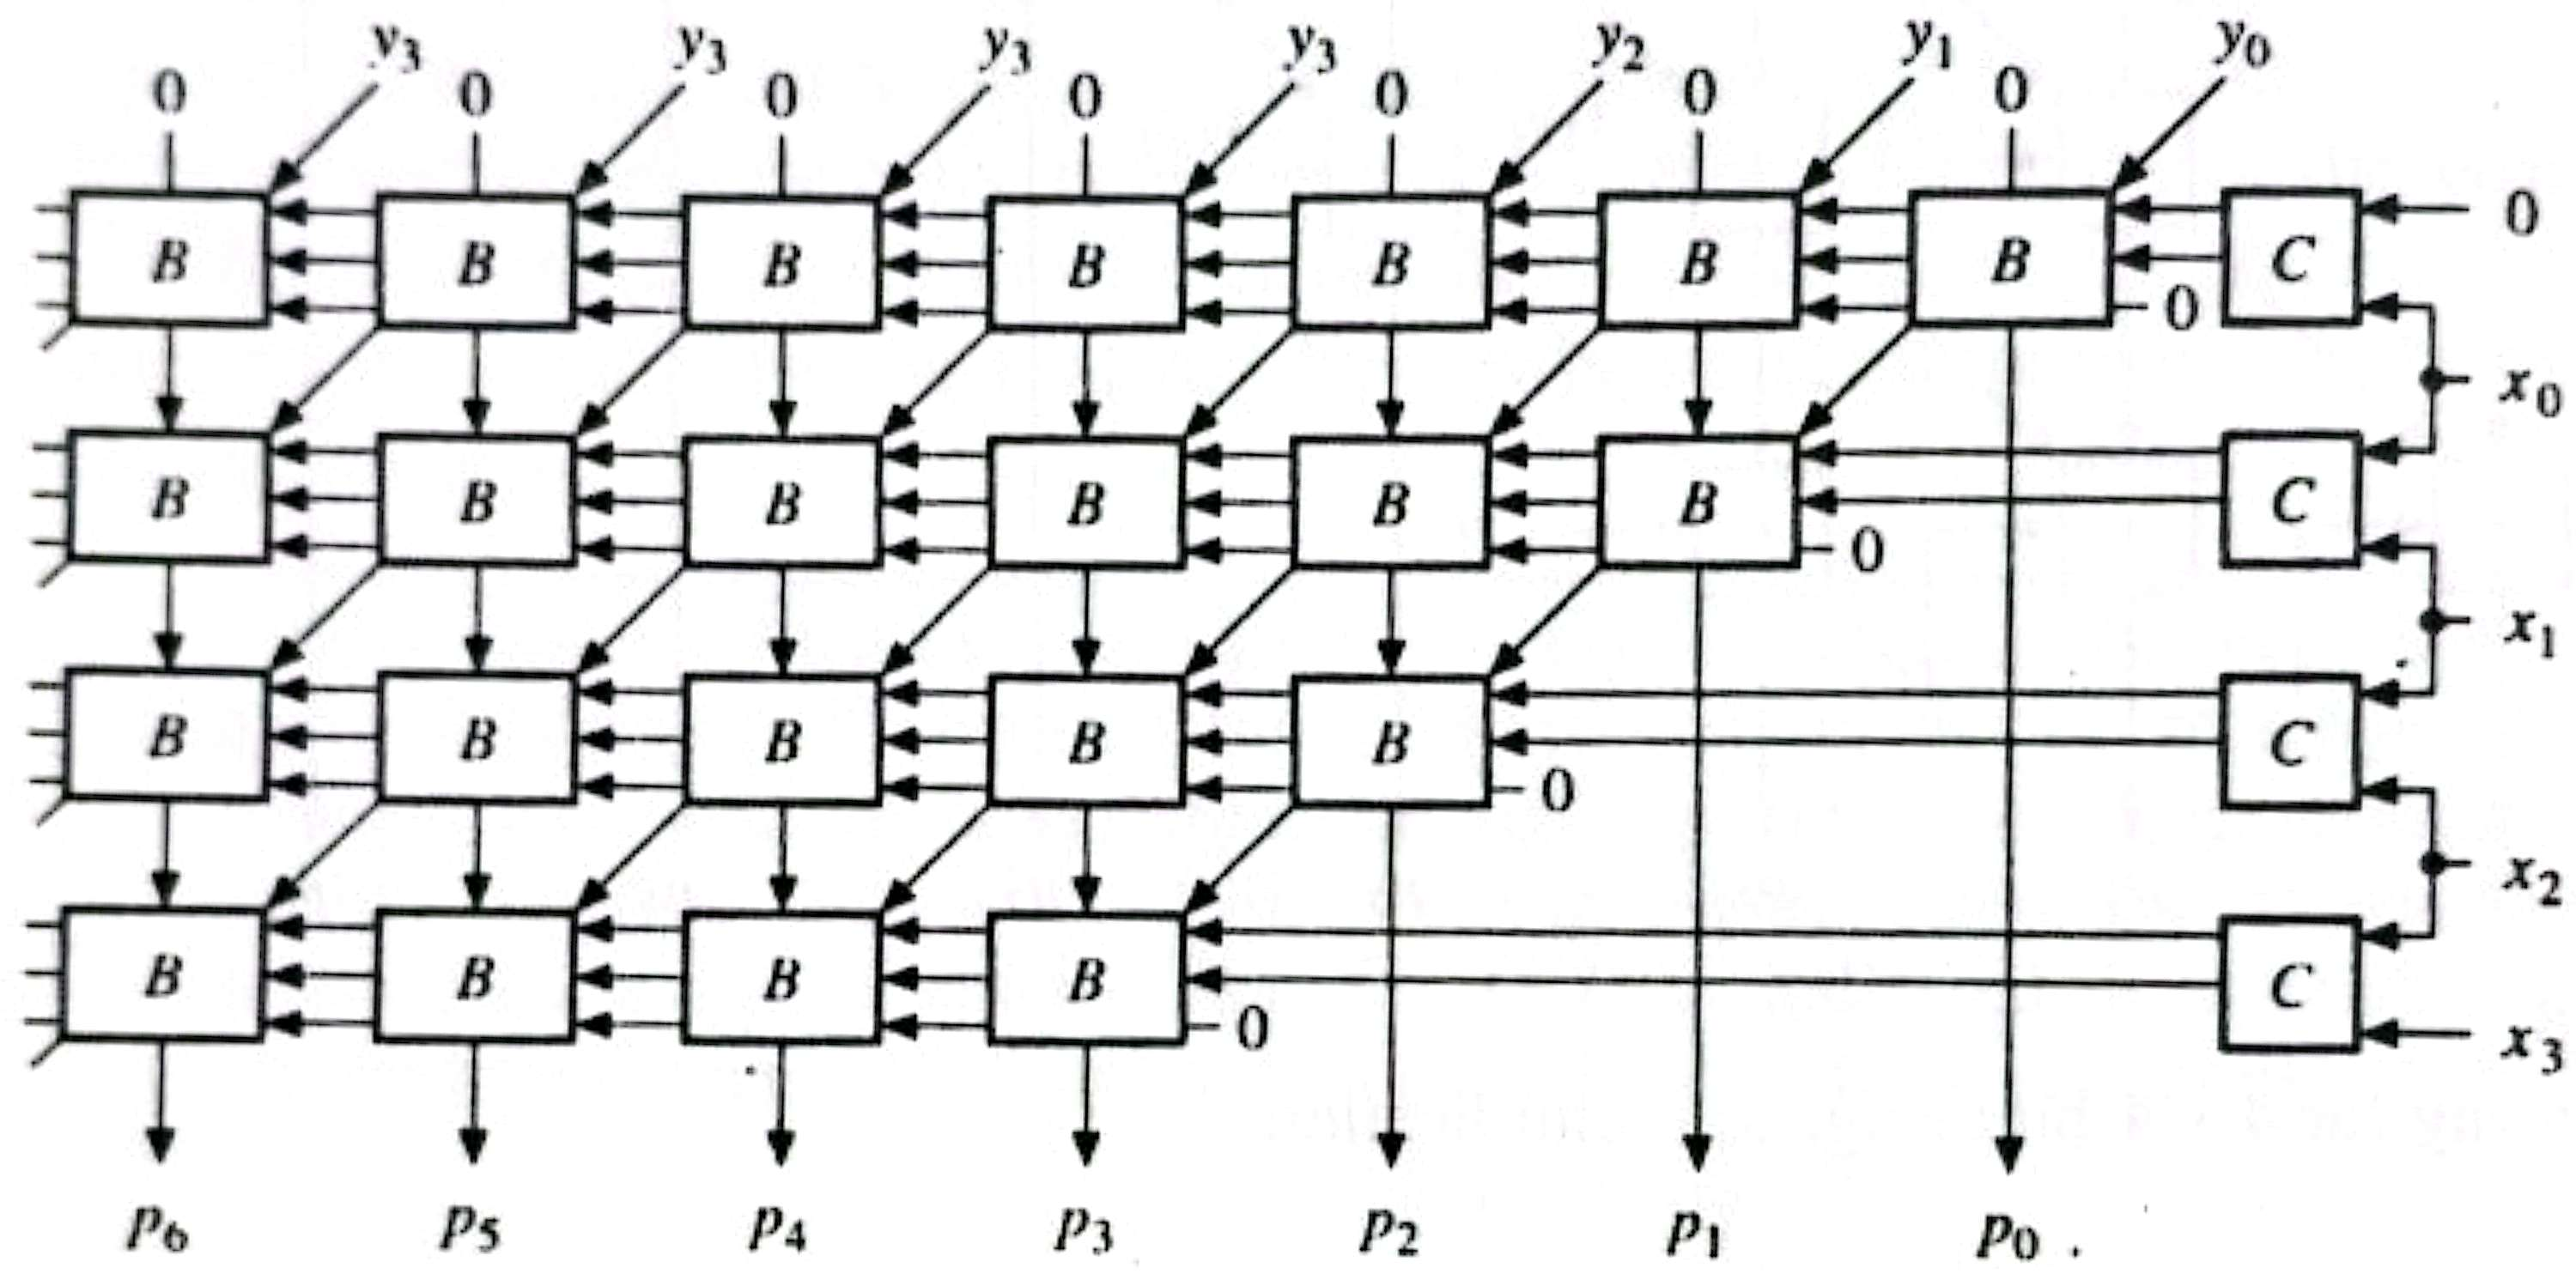 y3 y3 y3 y3 y2 y1 y0
0 0 0 0 0 0 0
B B B B B B B C 0
0
x0
B B B B B B C
0
x1
B B B B B C
0
x2
B B B B C
0 x3
p6 p5 p4 p3 p2 p1 p0 .